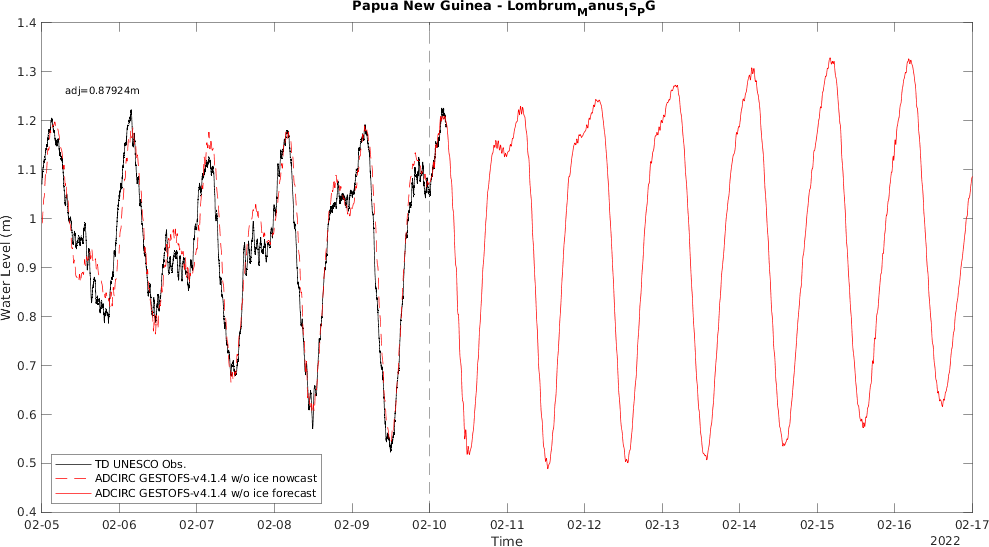 Papua New Guinea - LombrumManusIsPG
adj=0.87924m
Water Level (m)
1.4
1.3
1.2
1.1
1
0.9
0.8
0.7
0.6
0.5
0.4
TD UNESCO Obs.
ADCIRC GESTOFS-v4.1.4 w/o ice nowcast
ADCIRC GESTOFS-v4.1.4 w/o ice forecast
02-05 02-06 02-07 02-08 02-09 02-10 02-11 02-12 02-13 02-14 02-15 02-16 02-17
Time
2022